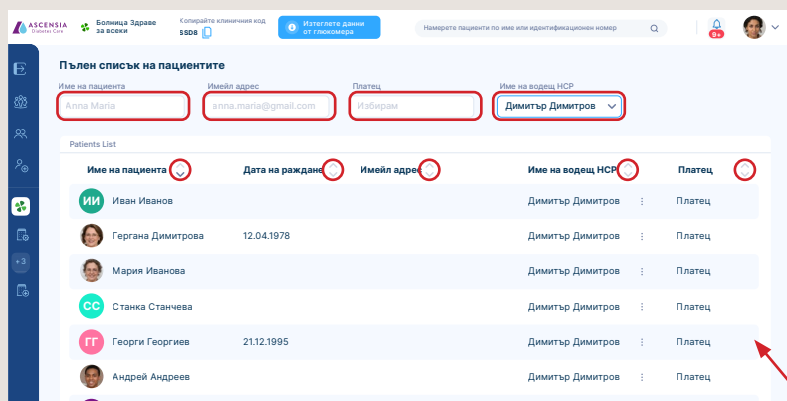 ASCENSIA
Diabetes Care
Болница Здраве
за всеки
Копирайте клиничния код
SSD8
Изтеглете данни
от глюкомера
Намерете пациенти по име или идентификационен номер
9+
Пълен списък на пациентите
Име на пациента
Имейл адрес
Платец
Име на водещ HCP
Anna Maria
anna.maria@gmail.com
Избирам
Димитър Димитров
Patients List
Име на пациента
Дата на раждане
Имейл адрес
Име на водещ HCP
Платец
ИИ Иван Иванов Димитър Димитров Платец
Гергана Димитрова 12.04.1978 Димитър Димитров Платец
+3
Мария Иванова Димитър Димитров Платец
СС Станка Станчева Димитър Димитров Платец
ГГ Георги Георгиев 21.12.1995 Димитър Димитров Платец
Андрей Андреев Димитър Димитров Платец